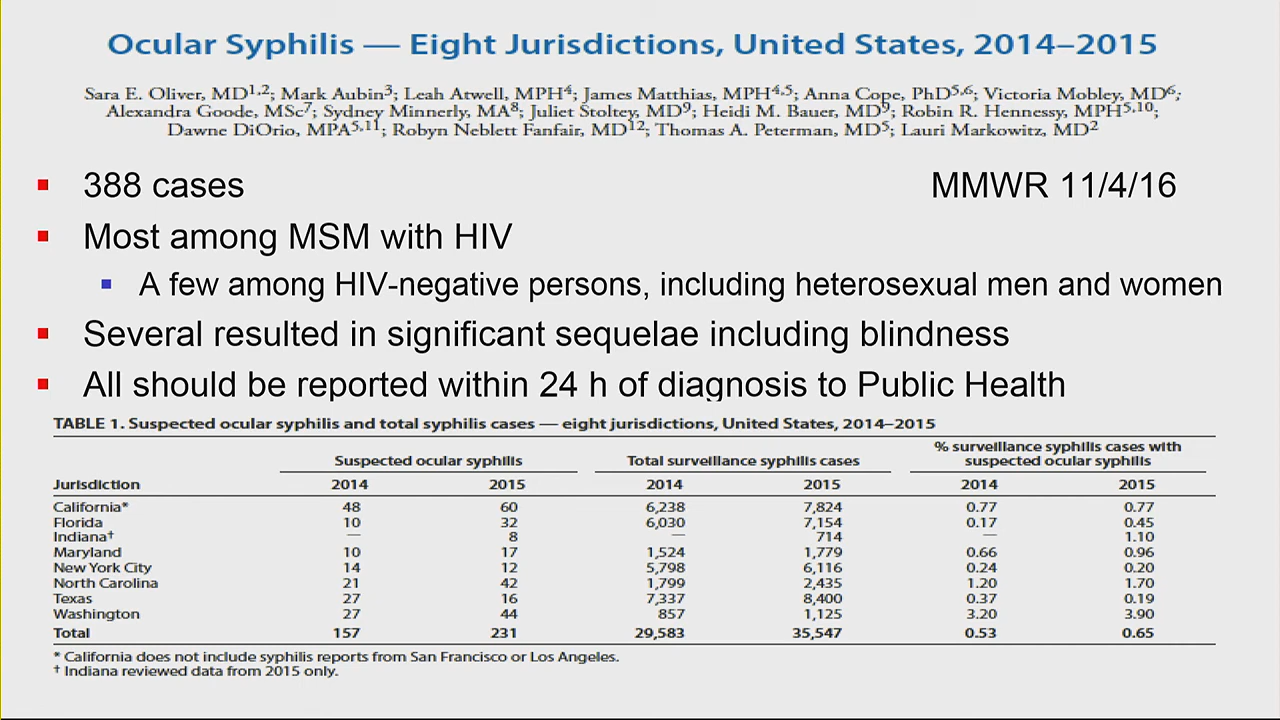 Ocular Syphilis — Eight Jurisdictions, United States, 2014–2015
Sara E. Oliver, MD1,2; Mark Aubin3; Leah Atwell, MPH4; James Matthias, MPH4,5; Anna Cope, PhD5,6; Victoria Mobley, MD6;
Alexandra Goode, MSc7; Sydney Minnerly, MA8; Juliet Stoltey, MD9; Heidi M. Bauer, MD9; Robin R. Hennessy, MPH5,10;
Dawne DiOrio, MPA5,11; Robyn Neblett Fanfair, MD12; Thomas A. Peterman, MD5; Lauri Markowitz, MD2
388 cases MMWR 11/4/16
Most among MSM with HIV
A few among HIV-negative persons, including heterosexual men and women
Several resulted in significant sequelae including blindness
All should be reported within 24 h of diagnosis to Public Health
TABLE 1. Suspected ocular syphilis and total syphilis cases — eight jurisdictions, United States, 2014–2015
% surveillance syphilis cases with
Suspected ocular syphilis Total surveillance syphilis cases suspected ocular syphilis
Jurisdiction 2014 2015 2014 2015 2014 2015
California* 48 60 6,238 7,824 0.77 0.77
Florida 10 32 6,030 7,154 0.17 0.45
Indiana† — 8 — 714 — 1.10
Maryland 10 17 1,524 1,779 0.66 0.96
New York City 14 12 5,798 6,116 0.24 0.20
North Carolina 21 42 1,799 2,435 1.20 1.70
Texas 27 16 7,337 8,400 0.37 0.19
Washington 27 44 857 1,125 3.20 3.90
Total 157 231 29,583 35,547 0.53 0.65
* California does not include syphilis reports from San Francisco or Los Angeles.
† Indiana reviewed data from 2015 only.